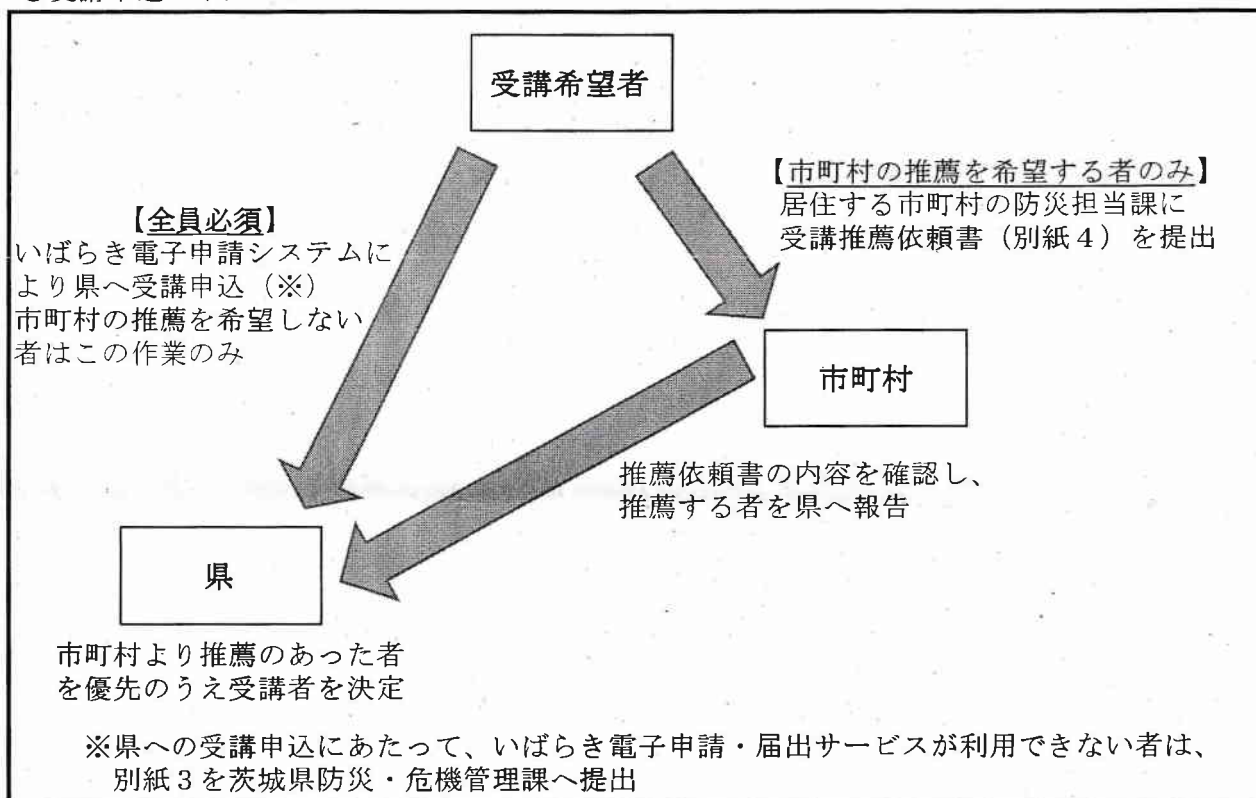 受講希望者
【全員必須】
いばらき電子申請システムに
より県へ受講申込（※）
市町村の推薦を希望しない
者はこの作業のみ
【市町村の推薦を希望する者のみ】
居住する市町村の防災担当課に
受講推薦依頼書（別紙４）を提出
市町村
推薦依頼書の内容を確認し、
推薦する者を県へ報告
県
市町村より推薦のあった者
を優先のうえ受講者を決定
※県への受講申込にあたって、いばらき電子申請・届出サービスが利用できない者は、
別紙３を茨城県防災・危機管理課へ提出